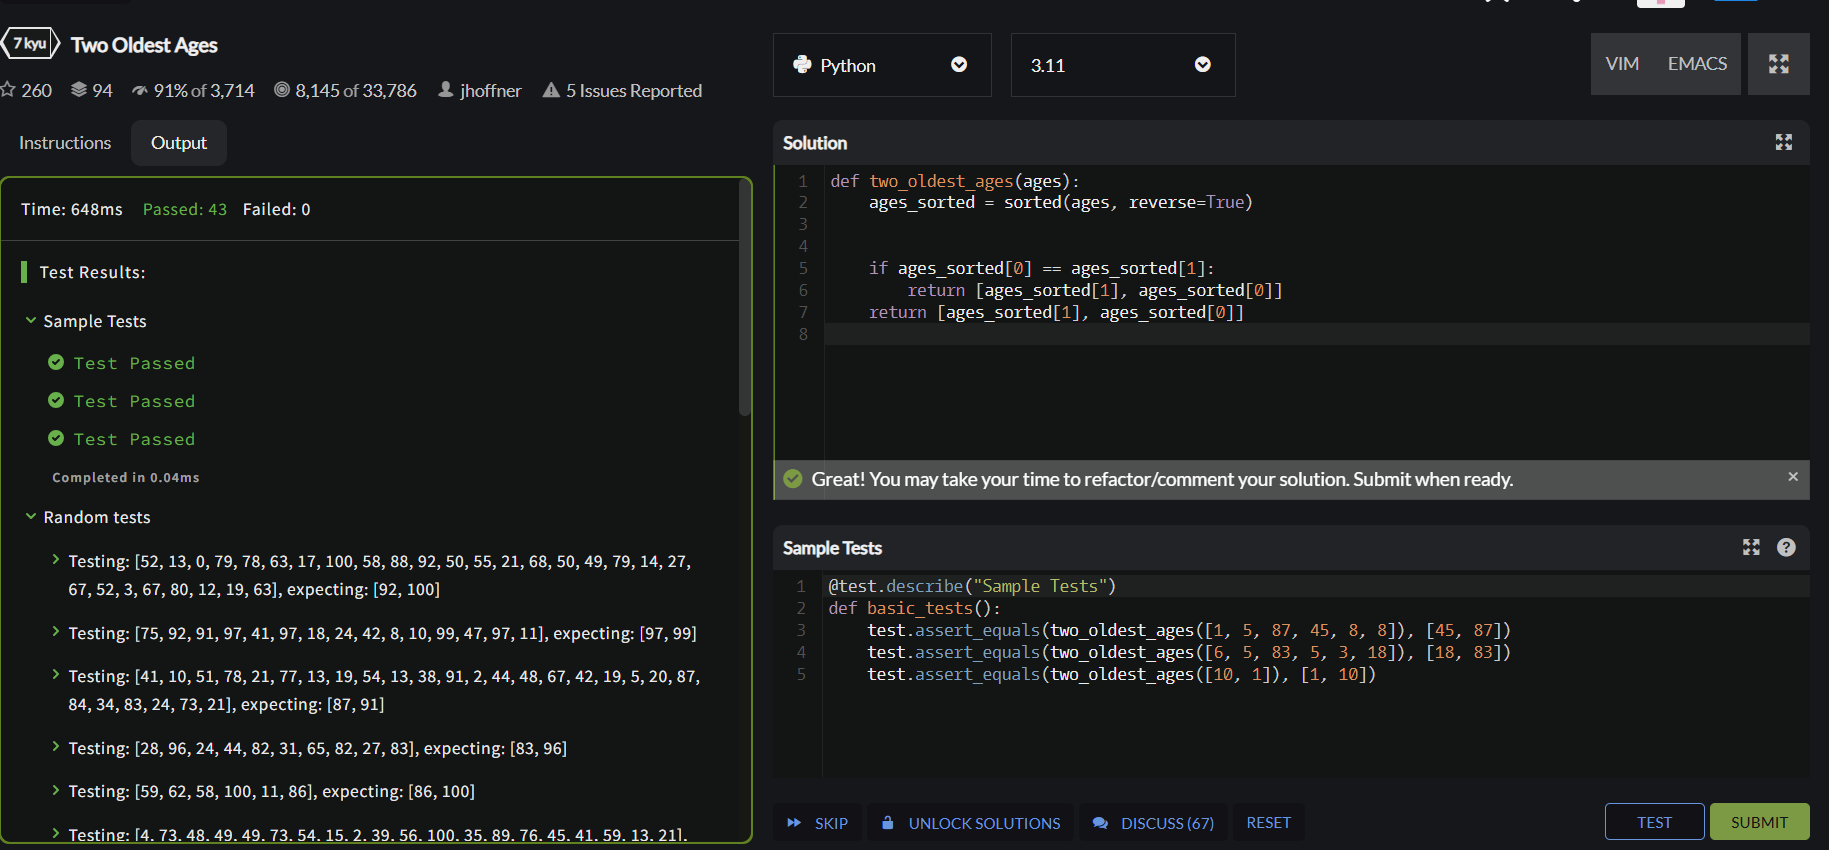 7 kyu Two Oldest Ages
260 94 91% of 3,714 8,145 of 33,786 jhoffner 5 Issues Reported
Instructions Output
Time: 648ms Passed: 43 Failed: 0
Test Results:
Sample Tests
Test Passed
Test Passed
Test Passed
Completed in 0.04ms
Random tests
Testing: [52, 13, 0, 79, 78, 63, 17, 100, 58, 88, 92, 50, 55, 21, 68, 50, 49, 79, 14, 27,
67, 52, 3, 67, 80, 12, 19, 63], expecting: [92, 100]
Testing: [75, 92, 91, 97, 41, 97, 18, 24, 42, 8, 10, 99, 47, 97, 11], expecting: [97, 99]
Testing: [41, 10, 51, 78, 21, 77, 13, 19, 54, 13, 38, 91, 2, 44, 48, 67, 42, 19, 5, 20, 87,
84, 34, 83, 24, 73, 21], expecting: [87, 91]
Testing: [28, 96, 24, 44, 82, 31, 65, 82, 27, 83], expecting: [83, 96]
Testing: [59, 62, 58, 100, 11, 86], expecting: [86, 100]
Testing: [4, 73, 48, 49, 49, 73, 54, 15, 2, 39, 56, 100, 35, 89, 76, 45, 41, 59, 13, 21],
Python 3.11 VIM EMACS
Solution
1 def two_oldest_ages(ages):
2     ages_sorted = sorted(ages, reverse=True)
3
4
5     if ages_sorted[0] == ages_sorted[1]:
6         return [ages_sorted[1], ages_sorted[0]]
7     return [ages_sorted[1], ages_sorted[0]]
8
Great! You may take your time to refactor/comment your solution. Submit when ready. ×
Sample Tests ?
1 @test.describe("Sample Tests")
2 def basic_tests():
3     test.assert_equals(two_oldest_ages([1, 5, 87, 45, 8, 8]), [45, 87])
4     test.assert_equals(two_oldest_ages([6, 5, 83, 5, 3, 18]), [18, 83])
5     test.assert_equals(two_oldest_ages([10, 1]), [1, 10])
SKIP UNLOCK SOLUTIONS DISCUSS (67) RESET TEST SUBMIT